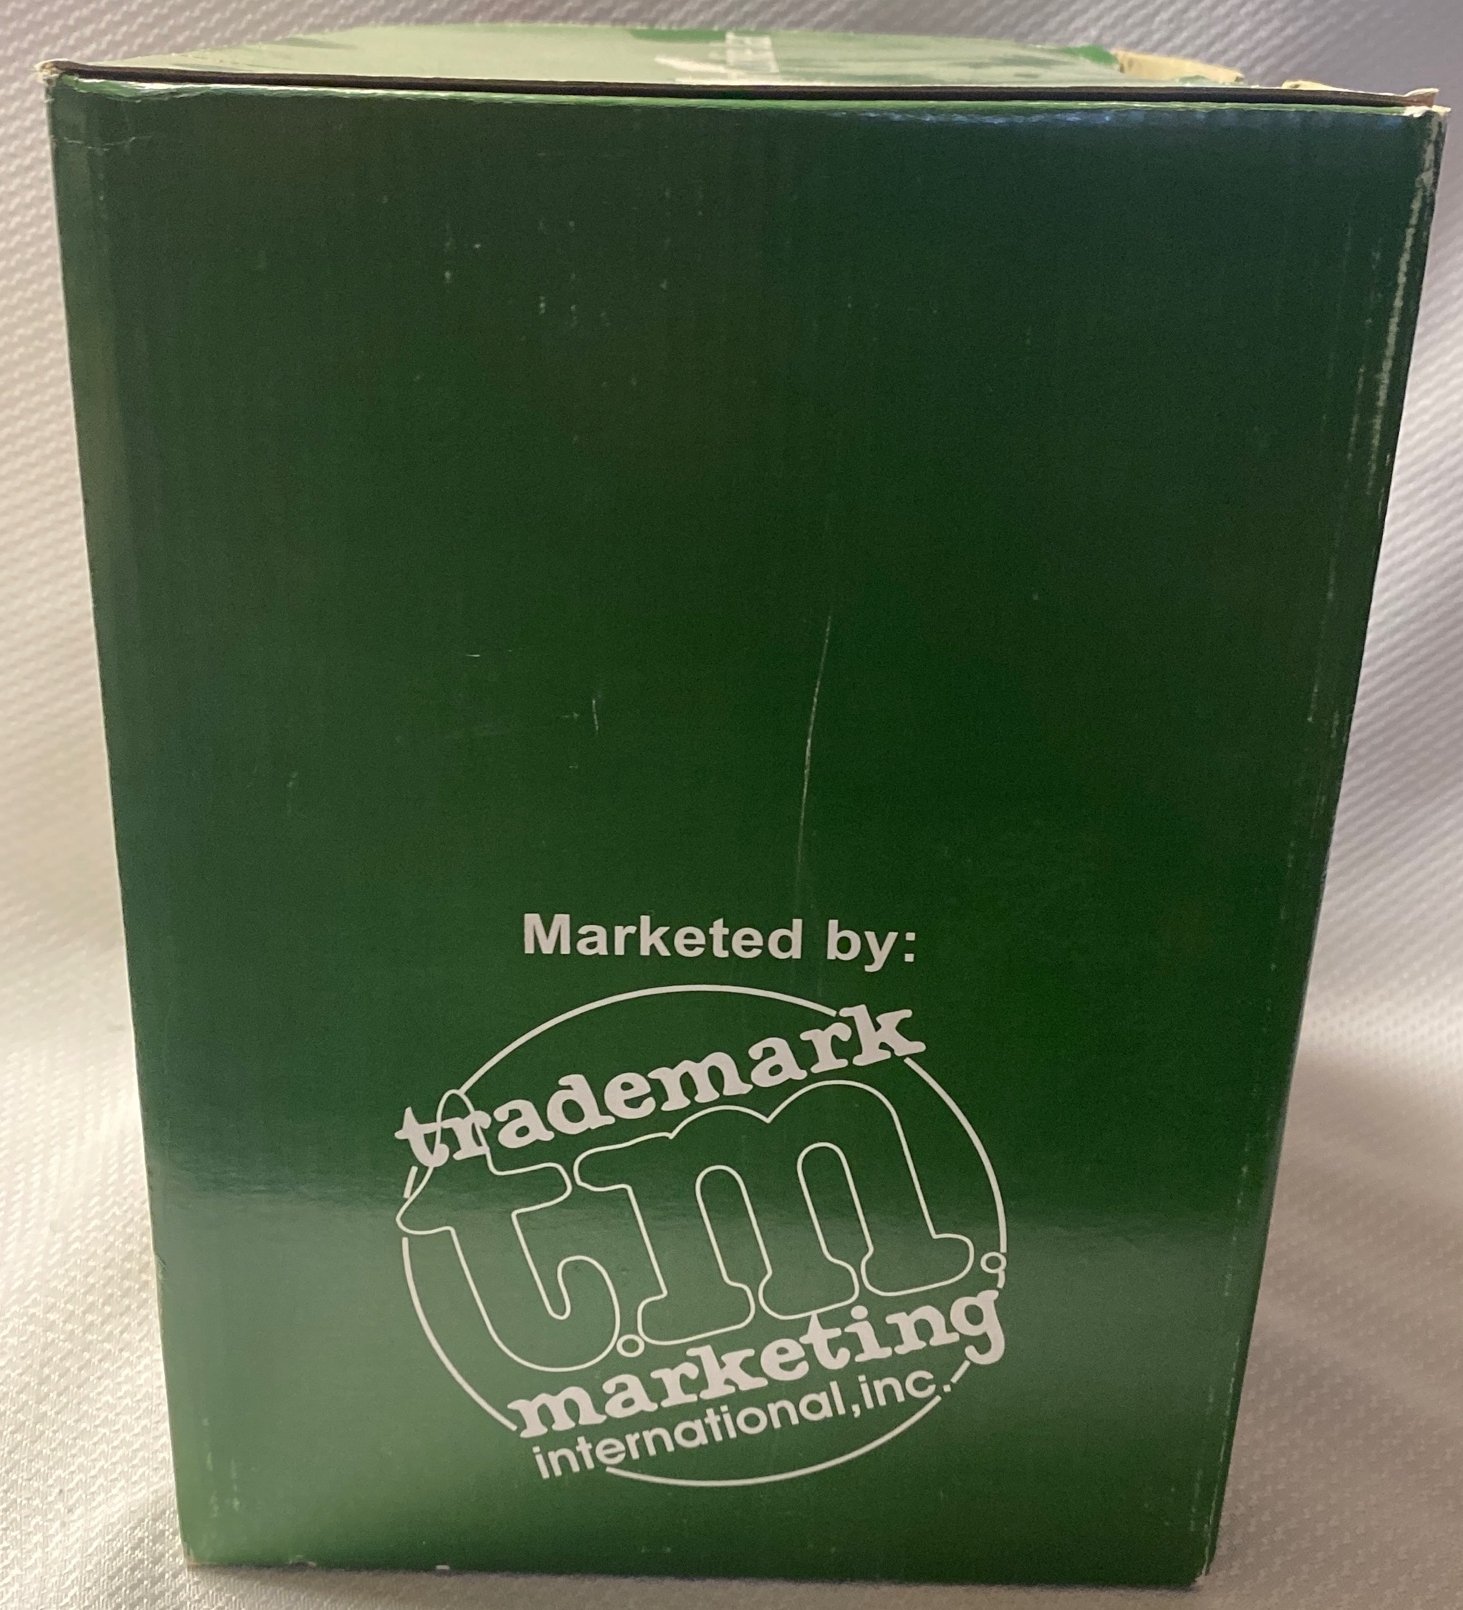 Marketed by:
trademark
t.m.
marketing
international,inc.